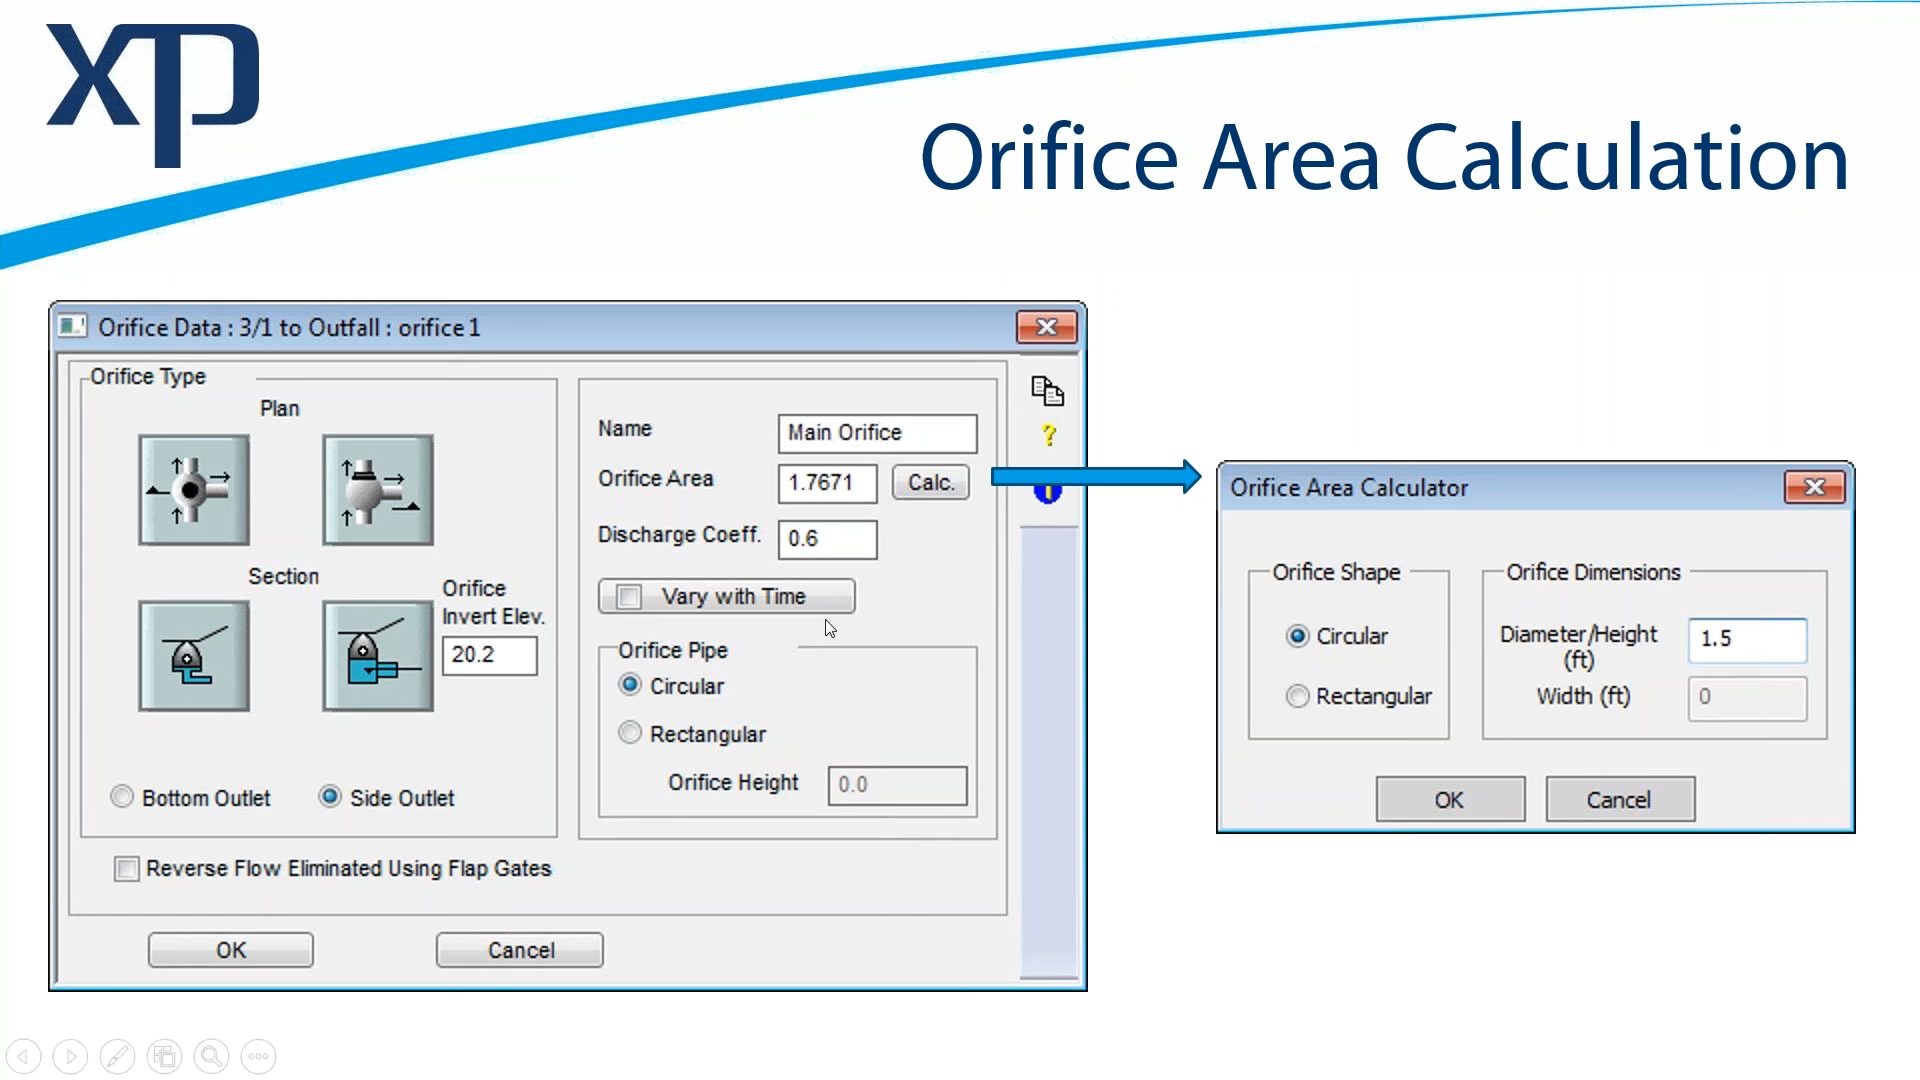 xp
Orifice Area Calculation
Orifice Data : 3/1 to Outfall : orifice 1
Orifice Type
Plan
Section
Orifice
Invert Elev.
20.2
Bottom Outlet
Side Outlet
Reverse Flow Eliminated Using Flap Gates
OK
Cancel
Name
Main Orifice
Orifice Area
1.7671
Calc.
Discharge Coeff.
0.6
Vary with Time
Orifice Pipe
Circular
Rectangular
Orifice Height
0.0
?
Orifice Area Calculator
Orifice Shape
Circular
Rectangular
Orifice Dimensions
Diameter/Height
(ft)
1.5
Width (ft)
0
OK
Cancel